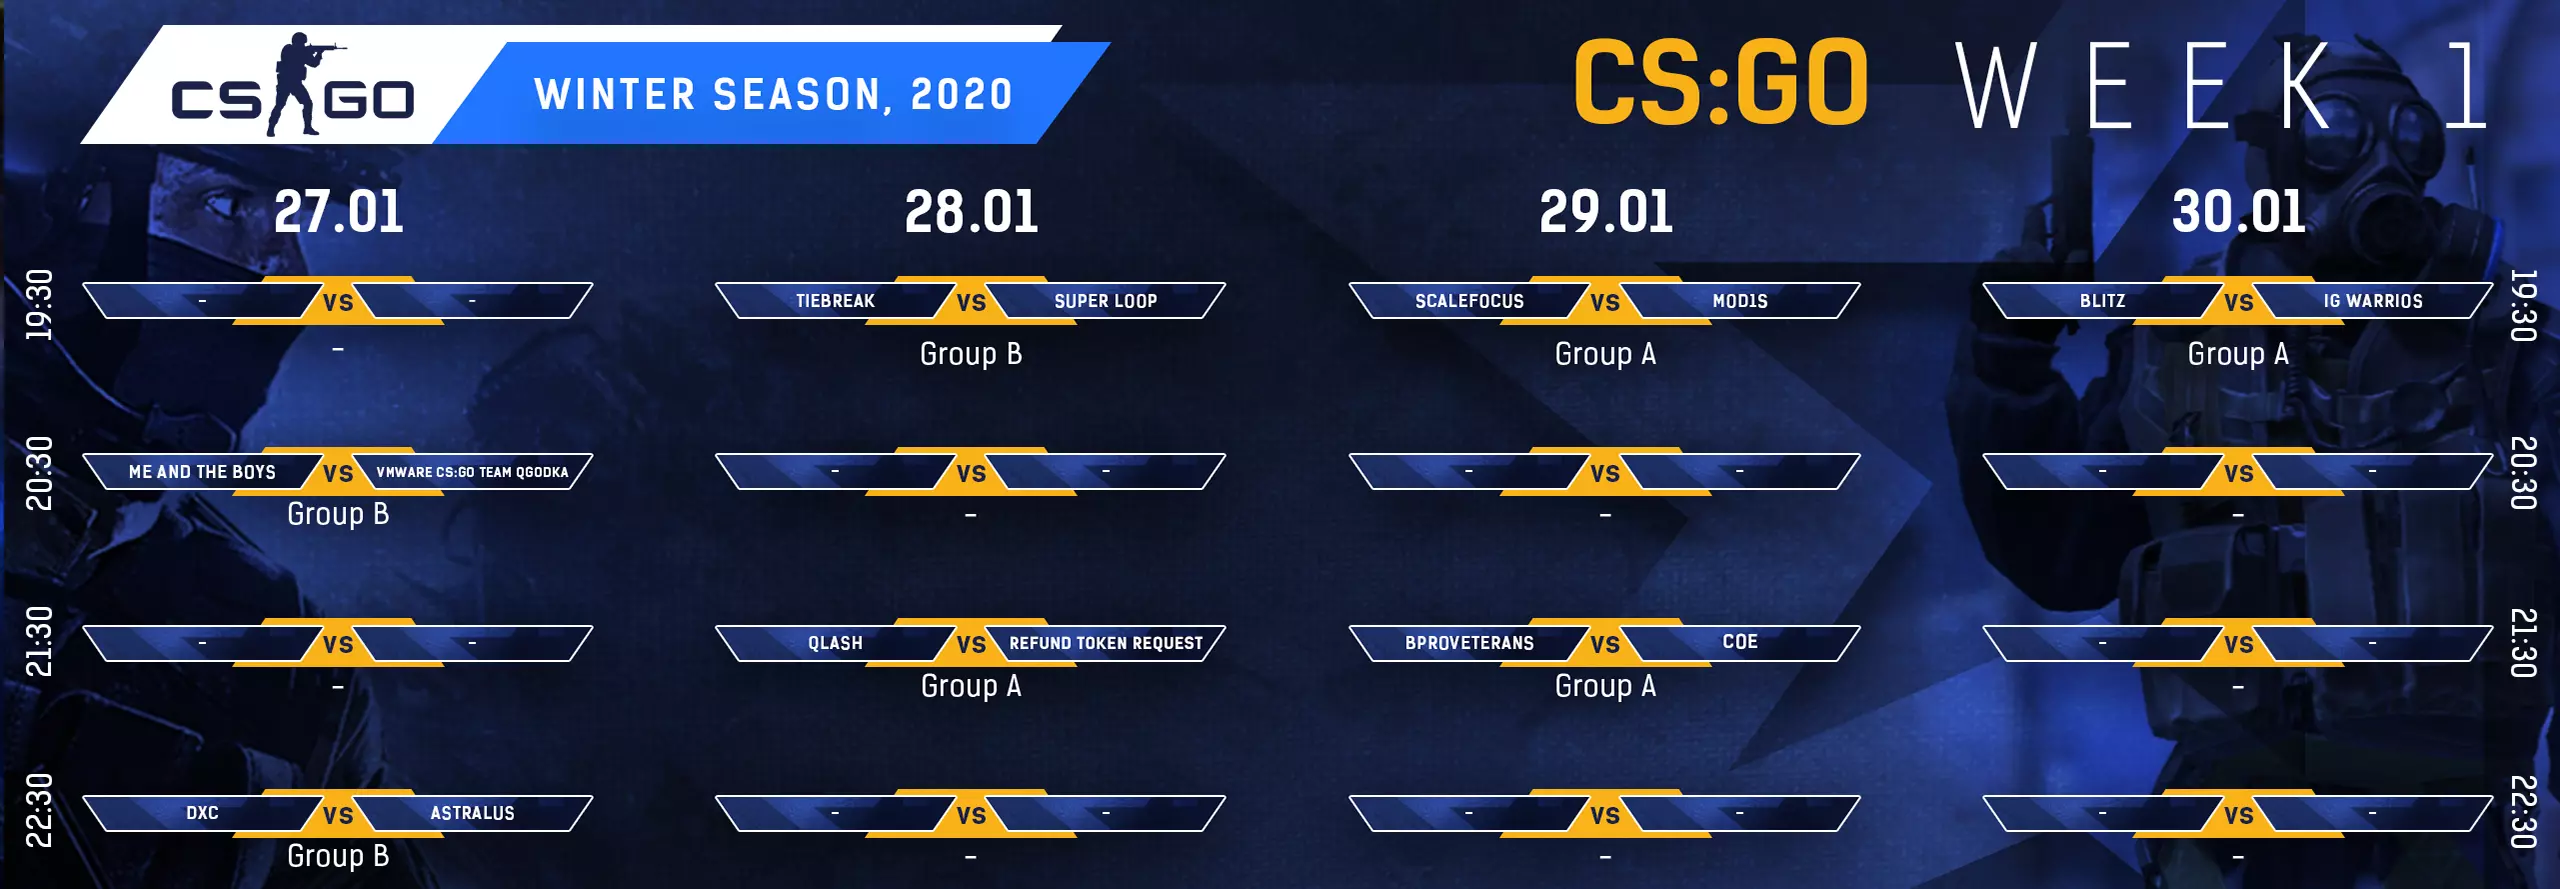 CS GO
WINTER SEASON, 2020
CS:GO WEEK 1
27.01 28.01 29.01 30.01
19:30 - VS - TIEBREAK VS SUPER LOOP SCALEFOCUS VS MOD1S BLITZ VS IG WARRIOS 19:30
- Group B Group A Group A
20:30 ME AND THE BOYS VS VMWARE CS:GO TEAM QGODKA - VS - - VS - - VS - 20:30
Group B - - -
21:30 - VS - QLASH VS REFUND TOKEN REQUEST BPROVETERANS VS COE - VS - 21:30
- Group A Group A -
22:30 DXC VS ASTRALUS - VS - - VS - - VS - 22:30
Group B - - -